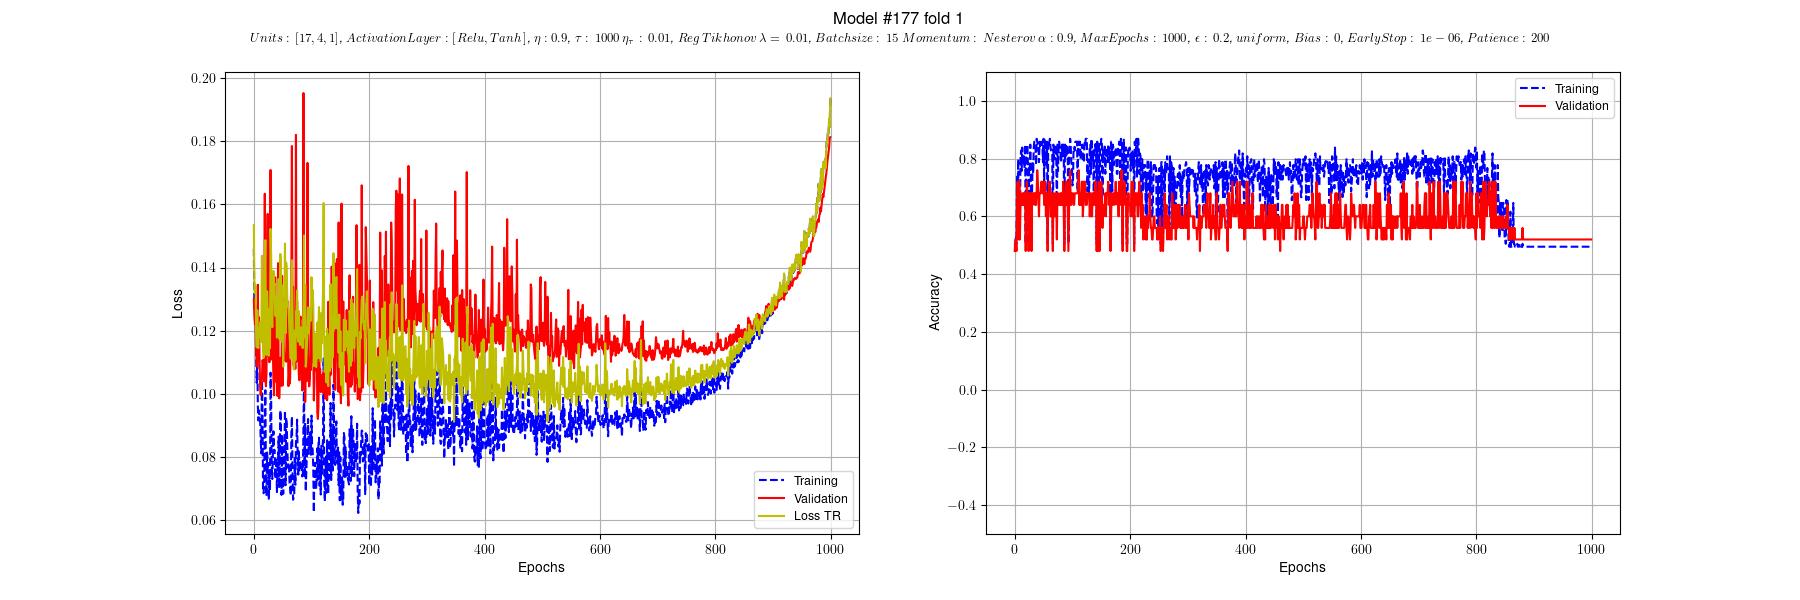 Model #177 fold 1
Units : [17, 4, 1], ActivationLayer : [Relu, Tanh], η : 0.9, τ : 1000 ητ : 0.01, Reg Tikhonov λ = 0.01, Batchsize : 15 Momentum : Nesterov α : 0.9, MaxEpochs : 1000, ϵ : 0.2, uniform, Bias : 0, EarlyStop : 1e − 06, Patience : 200
0.20
0.18
0.16
0.14
0.12
0.10
0.08
0.06
Loss
0 200 400 600 800 1000
Epochs
Training
Validation
Loss TR
1.0
0.8
0.6
0.4
0.2
0.0
−0.2
−0.4
Accuracy
0 200 400 600 800 1000
Epochs
Training
Validation